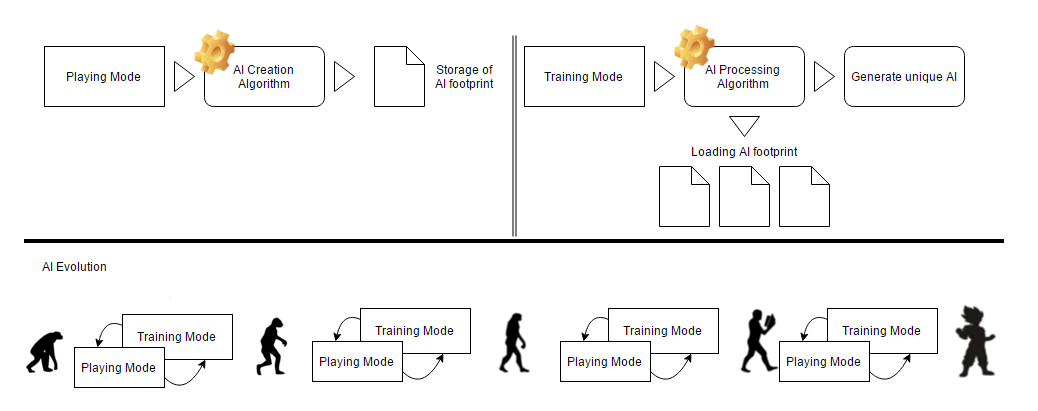 Playing Mode
AI Creation
Algorithm
Storage of
AI footprint
Training Mode
AI Processing
Algorithm
Generate unique AI
Loading AI footprint
AI Evolution
Training Mode
Playing Mode
Training Mode
Playing Mode
Training Mode
Playing Mode
Training Mode
Playing Mode